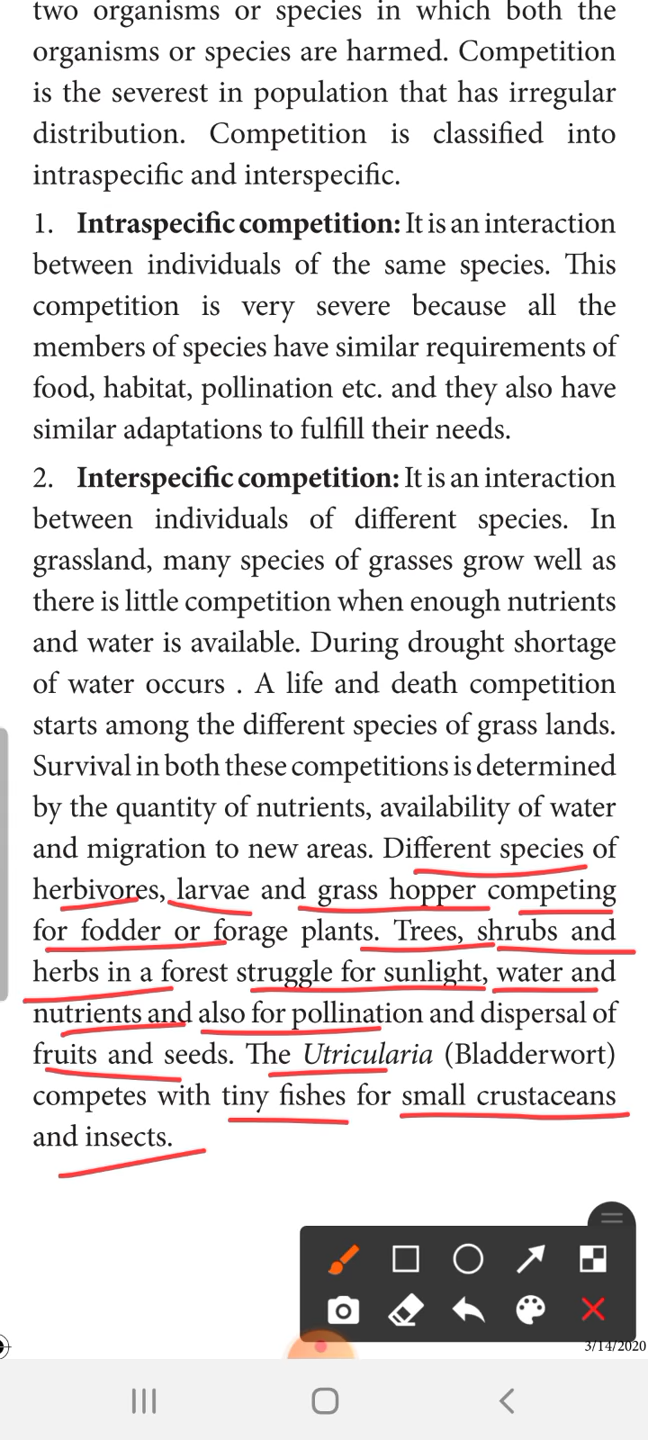 two organisms or species in which both the
organisms or species are harmed. Competition
is the severest in population that has irregular
distribution. Competition is classified into
intraspecific and interspecific.
1. Intraspecific competition: It is an interaction
between individuals of the same species. This
competition is very severe because all the
members of species have similar requirements of
food, habitat, pollination etc. and they also have
similar adaptations to fulfill their needs.
2. Interspecific competition: It is an interaction
between individuals of different species. In
grassland, many species of grasses grow well as
there is little competition when enough nutrients
and water is available. During drought shortage
of water occurs . A life and death competition
starts among the different species of grass lands.
Survival in both these competitions is determined
by the quantity of nutrients, availability of water
and migration to new areas. Different species of
herbivores, larvae and grass hopper competing
for fodder or forage plants. Trees, shrubs and
herbs in a forest struggle for sunlight, water and
nutrients and also for pollination and dispersal of
fruits and seeds. The Utricularia (Bladderwort)
competes with tiny fishes for small crustaceans
and insects.
3/14/2020